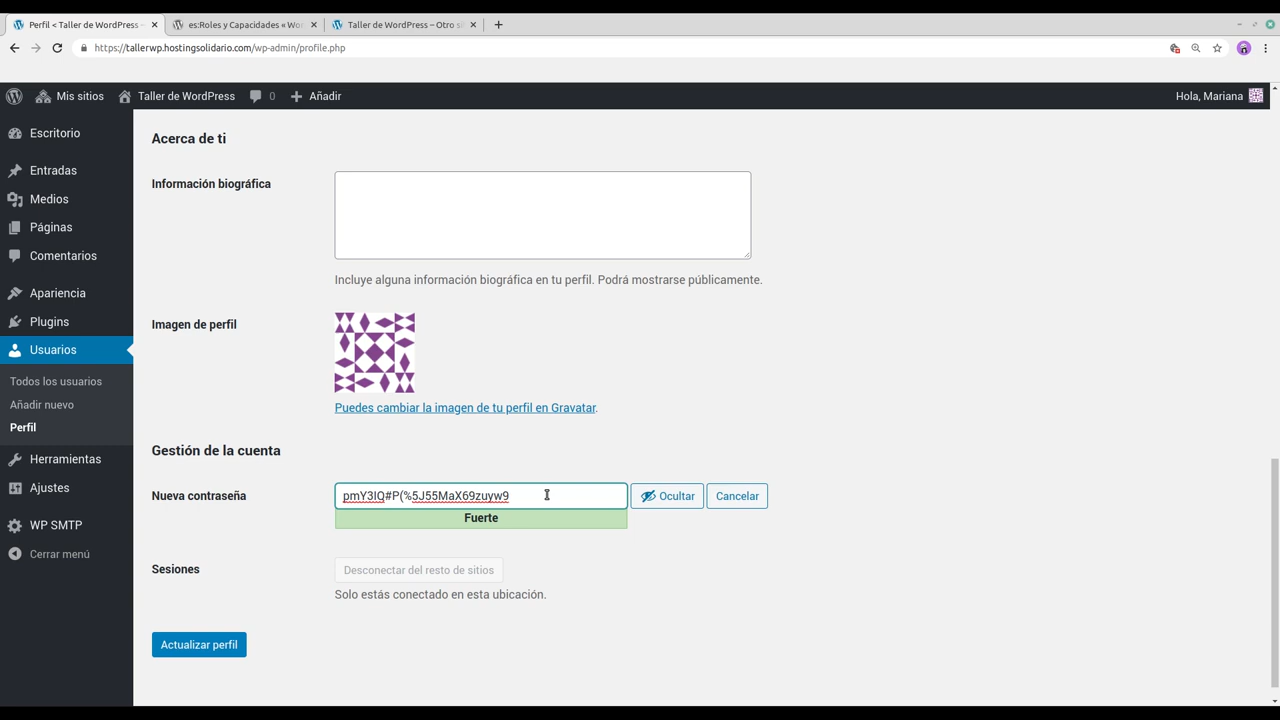 Perfil < Taller de WordPress –
es:Roles y Capacidades « Wor
Taller de WordPress – Otro si
https://tallerwp.hostingsolidario.com/wp-admin/profile.php
Mis sitios
Taller de WordPress
0
Añadir
Hola, Mariana
Escritorio
Entradas
Medios
Páginas
Comentarios
Apariencia
Plugins
Usuarios
Todos los usuarios
Añadir nuevo
Perfil
Herramientas
Ajustes
WP SMTP
Cerrar menú
Acerca de ti
Información biográfica
Incluye alguna información biográfica en tu perfil. Podrá mostrarse públicamente.
Imagen de perfil
Puedes cambiar la imagen de tu perfil en Gravatar.
Gestión de la cuenta
Nueva contraseña
pmY3IQ#P(%5J55MaX69zuyw9
Ocultar
Cancelar
Fuerte
Sesiones
Desconectar del resto de sitios
Solo estás conectado en esta ubicación.
Actualizar perfil